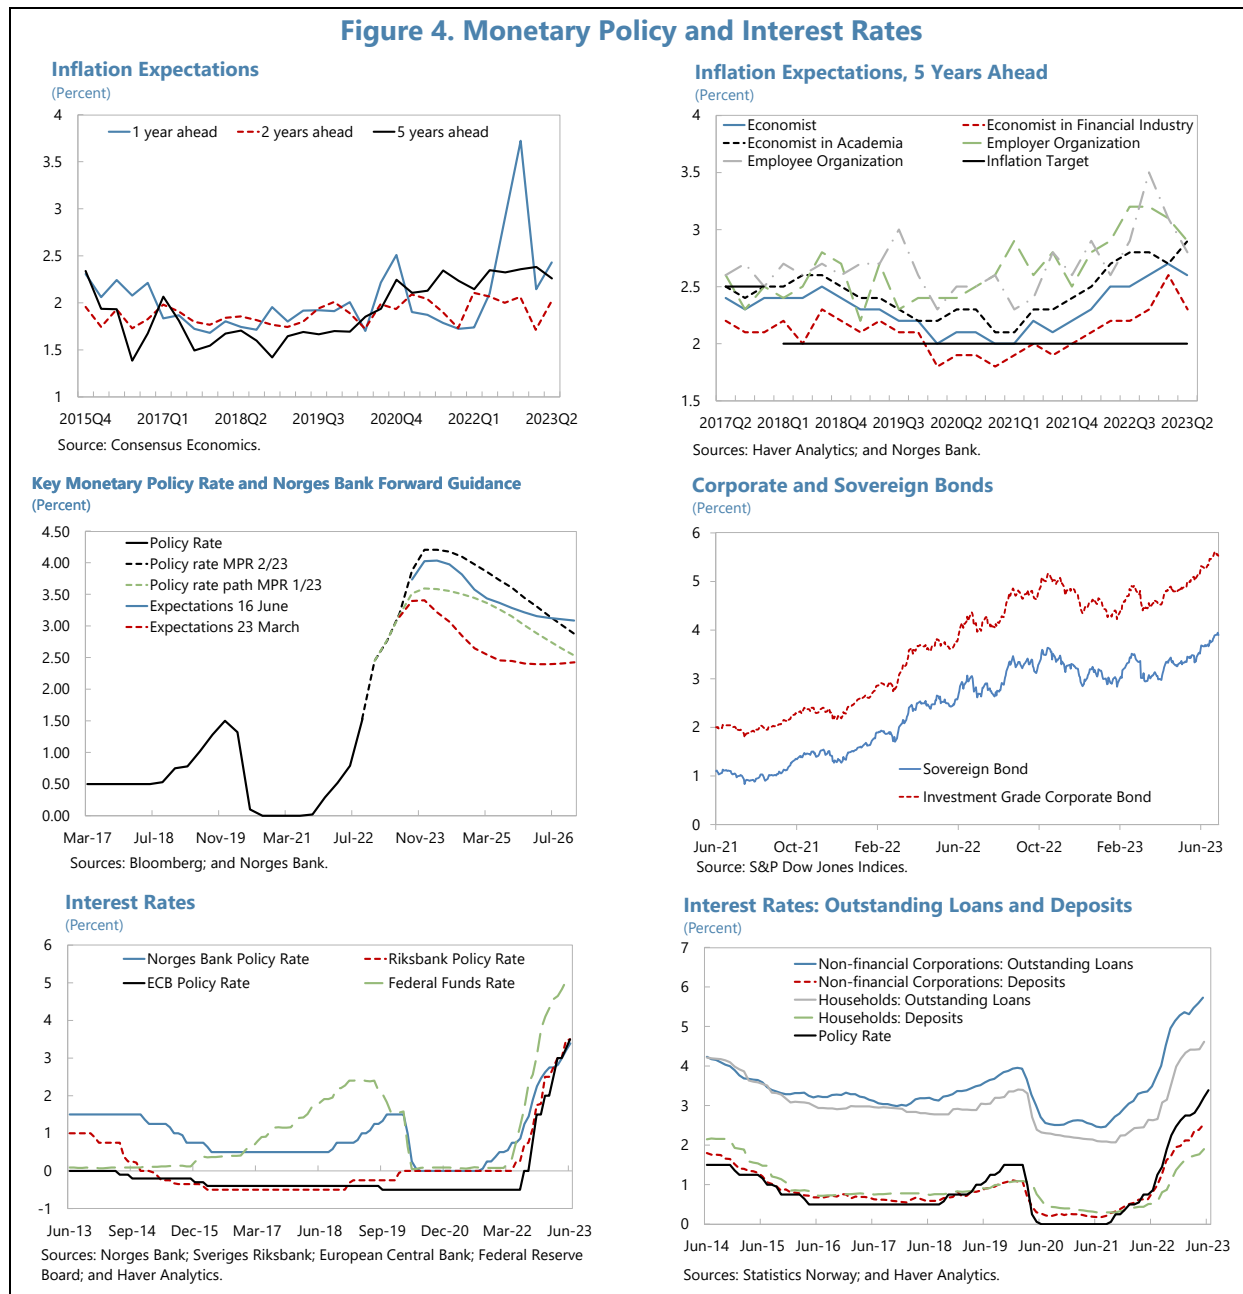 Figure 4. Monetary Policy and Interest Rates
Inflation Expectations
(Percent)
4
3.5
3
2.5
2
1.5
1
1 year ahead
2 years ahead
5 years ahead
2015Q4
2017Q1
2018Q2
2019Q3
2020Q4
2022Q1
2023Q2
Source: Consensus Economics.
Inflation Expectations, 5 Years Ahead
(Percent)
4
3.5
3
2.5
2
1.5
Economist
Economist in Financial Industry
Economist in Academia
Employer Organization
Employee Organization
Inflation Target
2017Q2
2018Q1
2018Q4
2019Q3
2020Q2
2021Q1
2021Q4
2022Q3
2023Q2
Sources: Haver Analytics; and Norges Bank.
Key Monetary Policy Rate and Norges Bank Forward Guidance
(Percent)
4.50
4.00
3.50
3.00
2.50
2.00
1.50
1.00
0.50
0.00
Policy Rate
Policy rate MPR 2/23
Policy rate path MPR 1/23
Expectations 16 June
Expectations 23 March
Mar-17
Jul-18
Nov-19
Mar-21
Jul-22
Nov-23
Mar-25
Jul-26
Sources: Bloomberg; and Norges Bank.
Corporate and Sovereign Bonds
(Percent)
6
5
4
3
2
1
0
Sovereign Bond
Investment Grade Corporate Bond
Jun-21
Oct-21
Feb-22
Jun-22
Oct-22
Feb-23
Jun-23
Source: S&P Dow Jones Indices.
Interest Rates
(Percent)
6
5
4
3
2
1
0
-1
Norges Bank Policy Rate
Riksbank Policy Rate
ECB Policy Rate
Federal Funds Rate
Jun-13
Sep-14
Dec-15
Mar-17
Jun-18
Sep-19
Dec-20
Mar-22
Jun-23
Sources: Norges Bank; Sveriges Riksbank; European Central Bank; Federal Reserve
Board; and Haver Analytics.
Interest Rates: Outstanding Loans and Deposits
(Percent)
7
6
5
4
3
2
1
0
Non-financial Corporations: Outstanding Loans
Non-financial Corporations: Deposits
Households: Outstanding Loans
Households: Deposits
Policy Rate
Jun-14
Jun-15
Jun-16
Jun-17
Jun-18
Jun-19
Jun-20
Jun-21
Jun-22
Jun-23
Sources: Statistics Norway; and Haver Analytics.